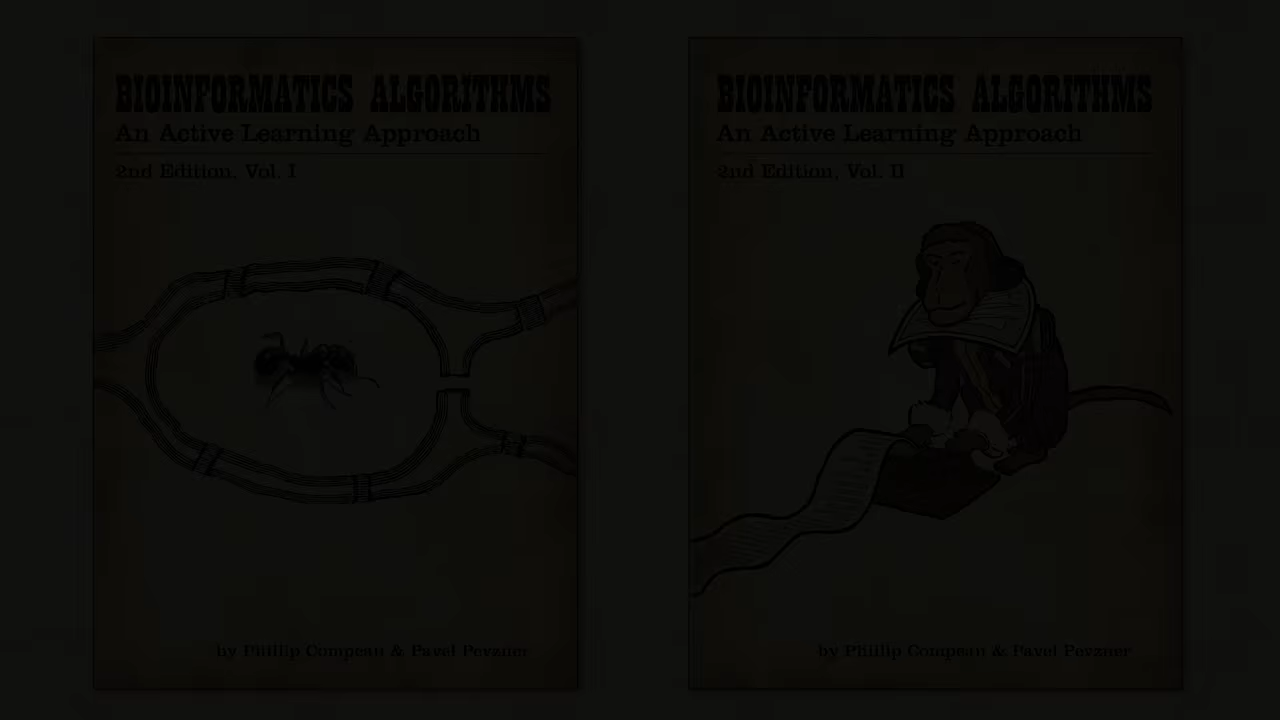 BIOINFORMATICS ALGORITHMS
An Active Learning Approach
2nd Edition, Vol. I
by Phillip Compeau & Pavel Pevzner
BIOINFORMATICS ALGORITHMS
An Active Learning Approach
2nd Edition, Vol. II
by Phillip Compeau & Pavel Pevzner